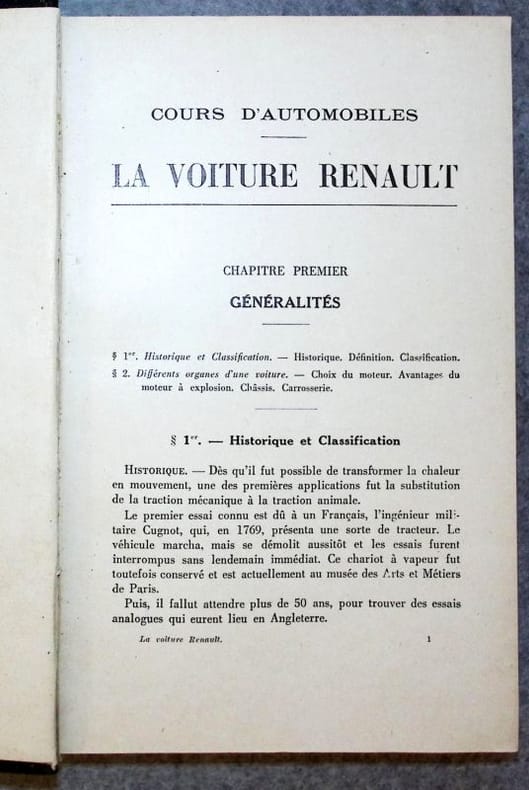 COURS D'AUTOMOBILES
LA VOITURE RENAULT
CHAPITRE PREMIER
GÉNÉRALITÉS
§ 1er. Historique et Classification. — Historique. Définition. Classification.
§ 2. Différents organes d'une voiture. — Choix du moteur. Avantages du
moteur à explosion. Châssis. Carrosserie.
§ 1er. — Historique et Classification
HISTORIQUE. — Dès qu'il fut possible de transformer la chaleur
en mouvement, une des premières applications fut la substitution
de la traction mécanique à la traction animale.
Le premier essai connu est dû à un Français, l'ingénieur mili-
taire Cugnot, qui, en 1769, présenta une sorte de tracteur. Le
véhicule marcha, mais se démolit aussitôt et les essais furent
interrompus sans lendemain immédiat. Ce chariot à vapeur fut
toutefois conservé et est actuellement au musée des Arts et Métiers
de Paris.
Puis, il fallut attendre plus de 50 ans, pour trouver des essais
analogues qui eurent lieu en Angleterre.
La voiture Renault. 1